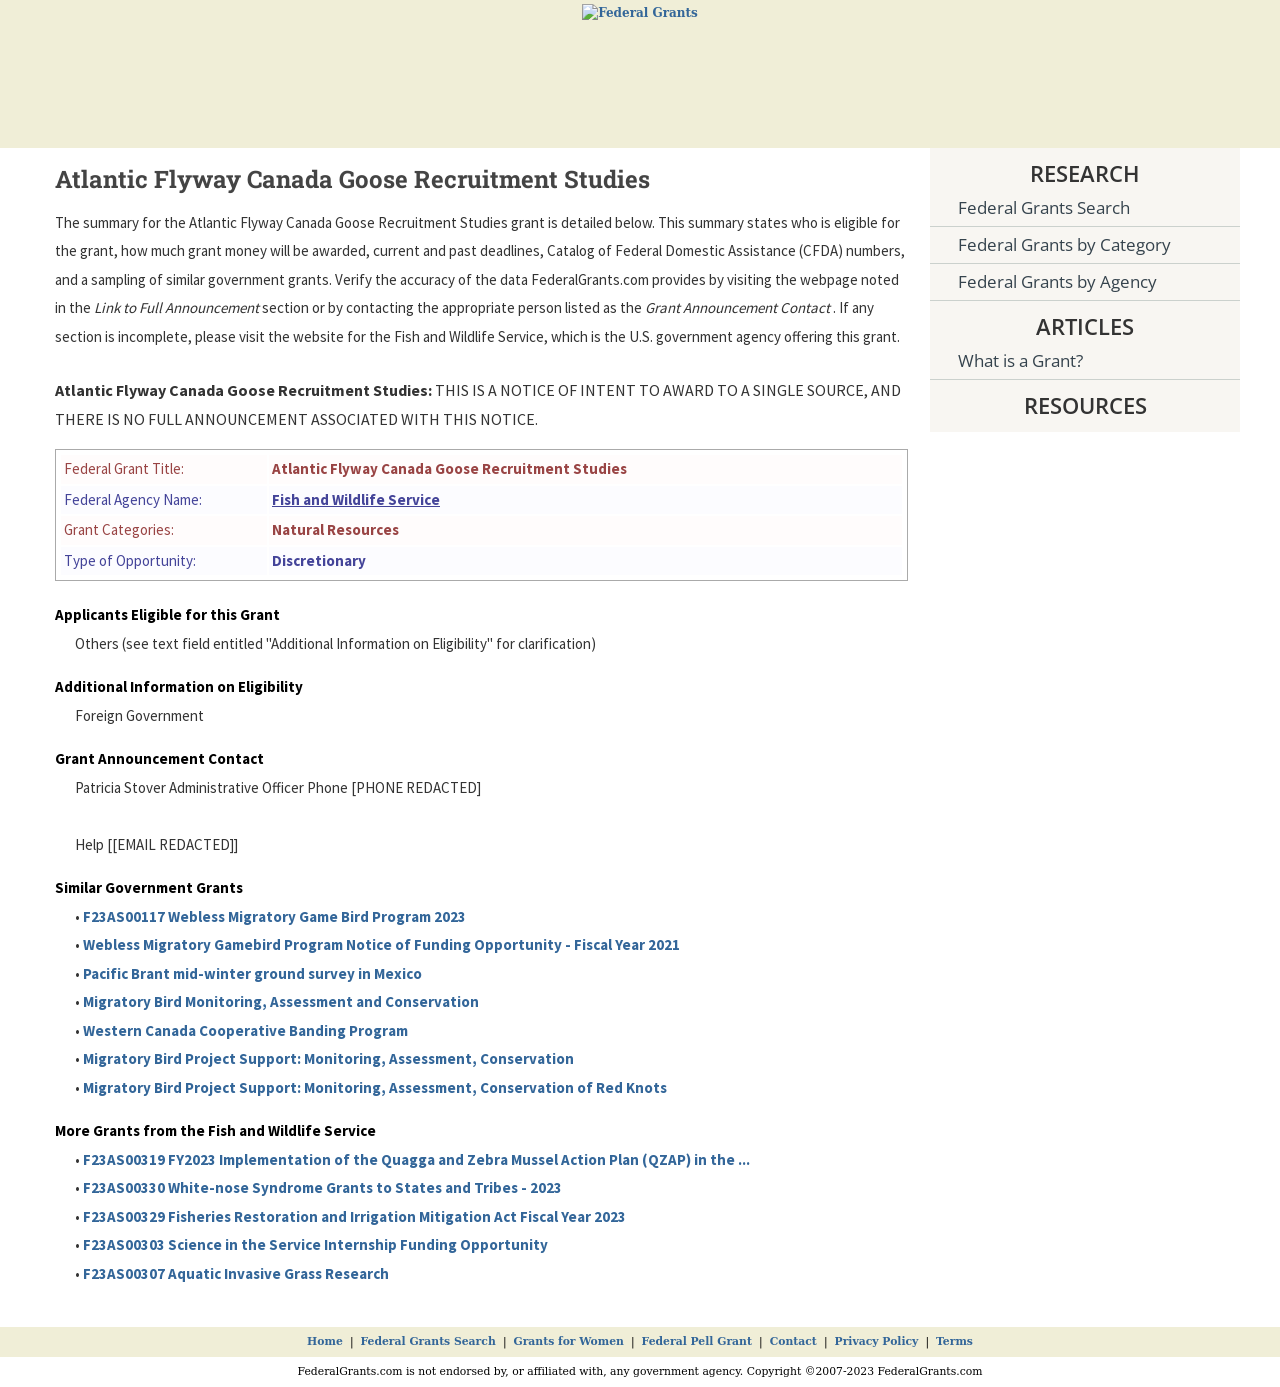 Federal Grants
Atlantic Flyway Canada Goose Recruitment Studies
The summary for the Atlantic Flyway Canada Goose Recruitment Studies grant is detailed below. This summary states who is eligible for
the grant, how much grant money will be awarded, current and past deadlines, Catalog of Federal Domestic Assistance (CFDA) numbers,
and a sampling of similar government grants. Verify the accuracy of the data FederalGrants.com provides by visiting the webpage noted
in the Link to Full Announcement section or by contacting the appropriate person listed as the Grant Announcement Contact . If any
section is incomplete, please visit the website for the Fish and Wildlife Service, which is the U.S. government agency offering this grant.
Atlantic Flyway Canada Goose Recruitment Studies: THIS IS A NOTICE OF INTENT TO AWARD TO A SINGLE SOURCE, AND
THERE IS NO FULL ANNOUNCEMENT ASSOCIATED WITH THIS NOTICE.
Federal Grant Title: Atlantic Flyway Canada Goose Recruitment Studies
Federal Agency Name: Fish and Wildlife Service
Grant Categories: Natural Resources
Type of Opportunity: Discretionary
Applicants Eligible for this Grant
Others (see text field entitled "Additional Information on Eligibility" for clarification)
Additional Information on Eligibility
Foreign Government
Grant Announcement Contact
Patricia Stover Administrative Officer Phone [PHONE REDACTED]
Help [[EMAIL REDACTED]]
Similar Government Grants
• F23AS00117 Webless Migratory Game Bird Program 2023
• Webless Migratory Gamebird Program Notice of Funding Opportunity - Fiscal Year 2021
• Pacific Brant mid-winter ground survey in Mexico
• Migratory Bird Monitoring, Assessment and Conservation
• Western Canada Cooperative Banding Program
• Migratory Bird Project Support: Monitoring, Assessment, Conservation
• Migratory Bird Project Support: Monitoring, Assessment, Conservation of Red Knots
More Grants from the Fish and Wildlife Service
• F23AS00319 FY2023 Implementation of the Quagga and Zebra Mussel Action Plan (QZAP) in the ...
• F23AS00330 White-nose Syndrome Grants to States and Tribes - 2023
• F23AS00329 Fisheries Restoration and Irrigation Mitigation Act Fiscal Year 2023
• F23AS00303 Science in the Service Internship Funding Opportunity
• F23AS00307 Aquatic Invasive Grass Research
RESEARCH
Federal Grants Search
Federal Grants by Category
Federal Grants by Agency
ARTICLES
What is a Grant?
RESOURCES
Home | Federal Grants Search | Grants for Women | Federal Pell Grant | Contact | Privacy Policy | Terms
FederalGrants.com is not endorsed by, or affiliated with, any government agency. Copyright ©2007-2023 FederalGrants.com